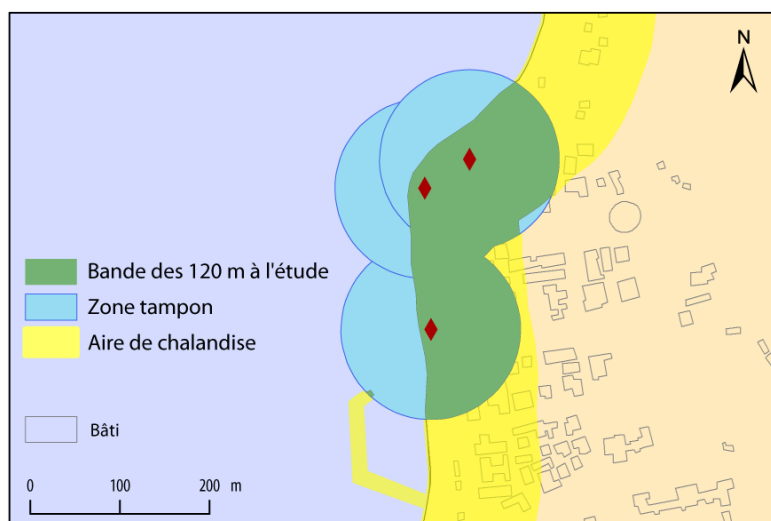 N
Bande des 120 m à l'étude
Zone tampon
Aire de chalandise
Bâti
0 100 200 m